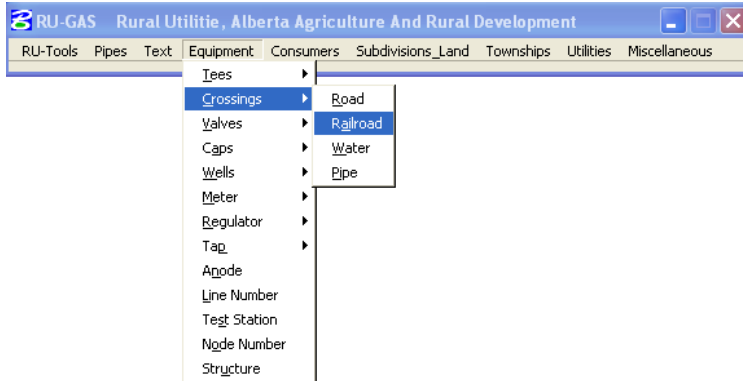 RU-GAS Rural Utilitie, Alberta Agriculture And Rural Development
RU-Tools Pipes Text Equipment Consumers Subdivisions_Land Townships Utilities Miscellaneous
Tees
Crossings
Road
Valves
Railroad
Caps
Water
Wells
Pipe
Meter
Regulator
Tap
Anode
Line Number
Test Station
Node Number
Structure